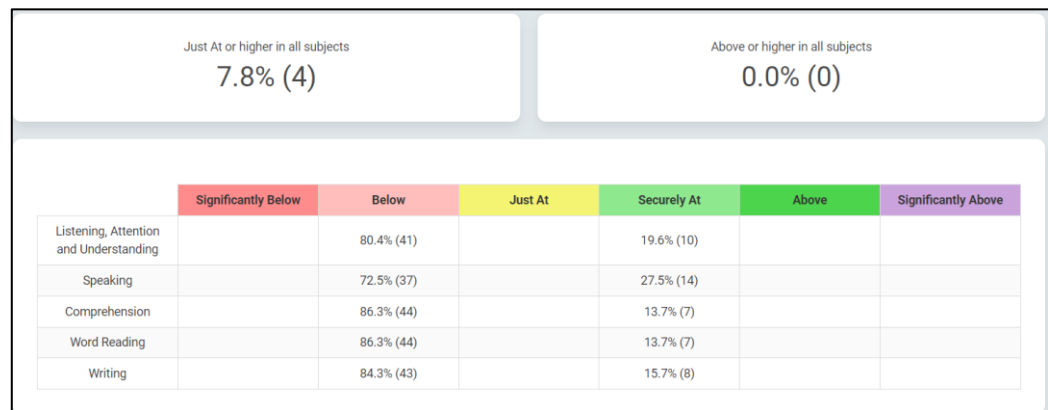 Just At or higher in all subjects
7.8% (4)
Above or higher in all subjects
0.0% (0)
Significantly Below Below Just At Securely At Above Significantly Above
Listening, Attention
and Understanding 80.4% (41) 19.6% (10)
Speaking 72.5% (37) 27.5% (14)
Comprehension 86.3% (44) 13.7% (7)
Word Reading 86.3% (44) 13.7% (7)
Writing 84.3% (43) 15.7% (8)